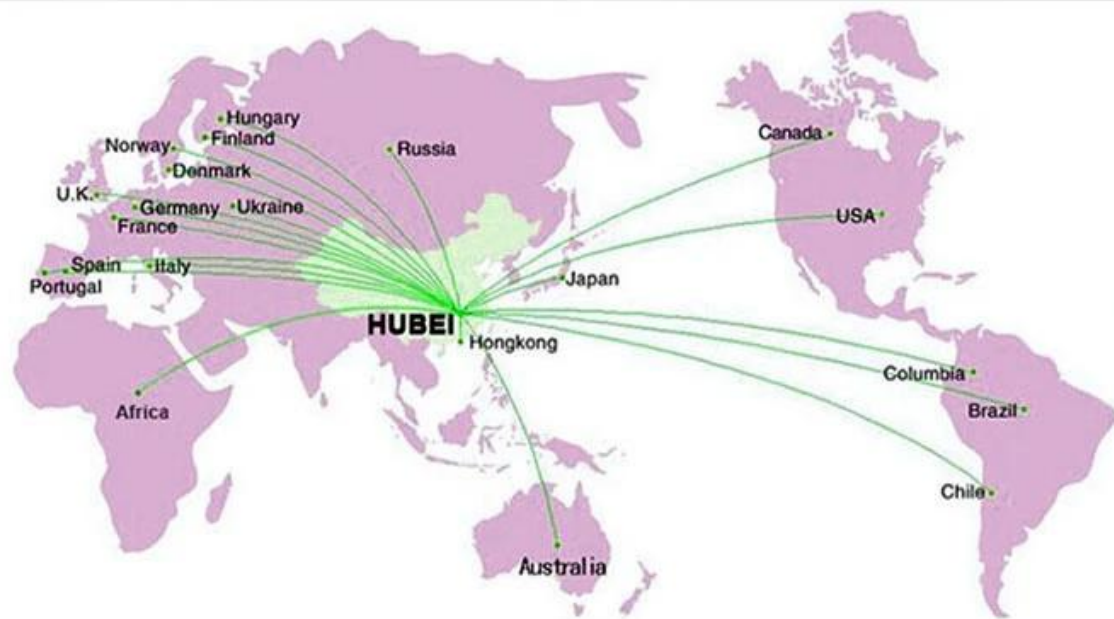 Hungary
Finland
Norway
Russia
Denmark
Canada
U.K.
Germany
Ukraine
France
USA
Spain
Italy
Portugal
Japan
HUBEI
Hongkong
Columbia
Africa
Brazil
Chile
Australia